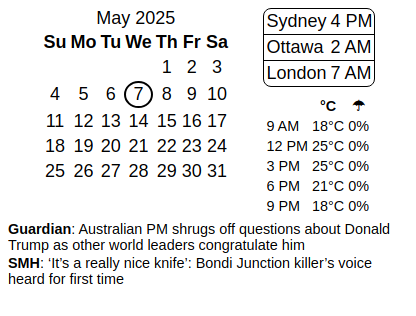 May 2025
Su Mo Tu We Th Fr Sa
1 2 3
4 5 6 7 8 9 10
11 12 13 14 15 16 17
18 19 20 21 22 23 24
25 26 27 28 29 30 31
Sydney 4 PM
Ottawa 2 AM
London 7 AM
°C ☂
9 AM 18°C 0%
12 PM 25°C 0%
3 PM 25°C 0%
6 PM 21°C 0%
9 PM 18°C 0%
Guardian: Australian PM shrugs off questions about Donald
Trump as other world leaders congratulate him
SMH: ‘It’s a really nice knife’: Bondi Junction killer’s voice
heard for first time